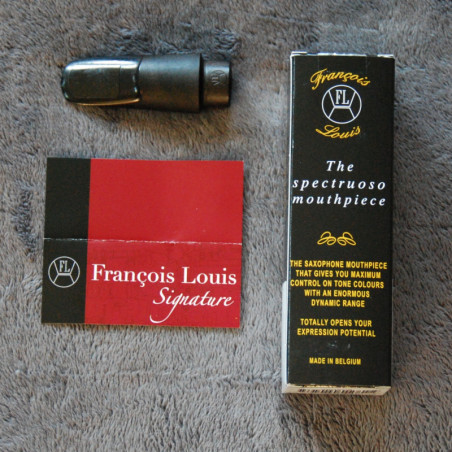 FL
François Louis
Signature
François
FL
Louis
The
spectruoso
mouthpiece
THE SAXOPHONE MOUTHPIECE
THAT GIVES YOU MAXIMUM
CONTROL ON TONE COLOURS
WITH AN ENORMOUS
DYNAMIC RANGE
TOTALLY OPENS YOUR
EXPRESSION POTENTIAL
MADE IN BELGIUM